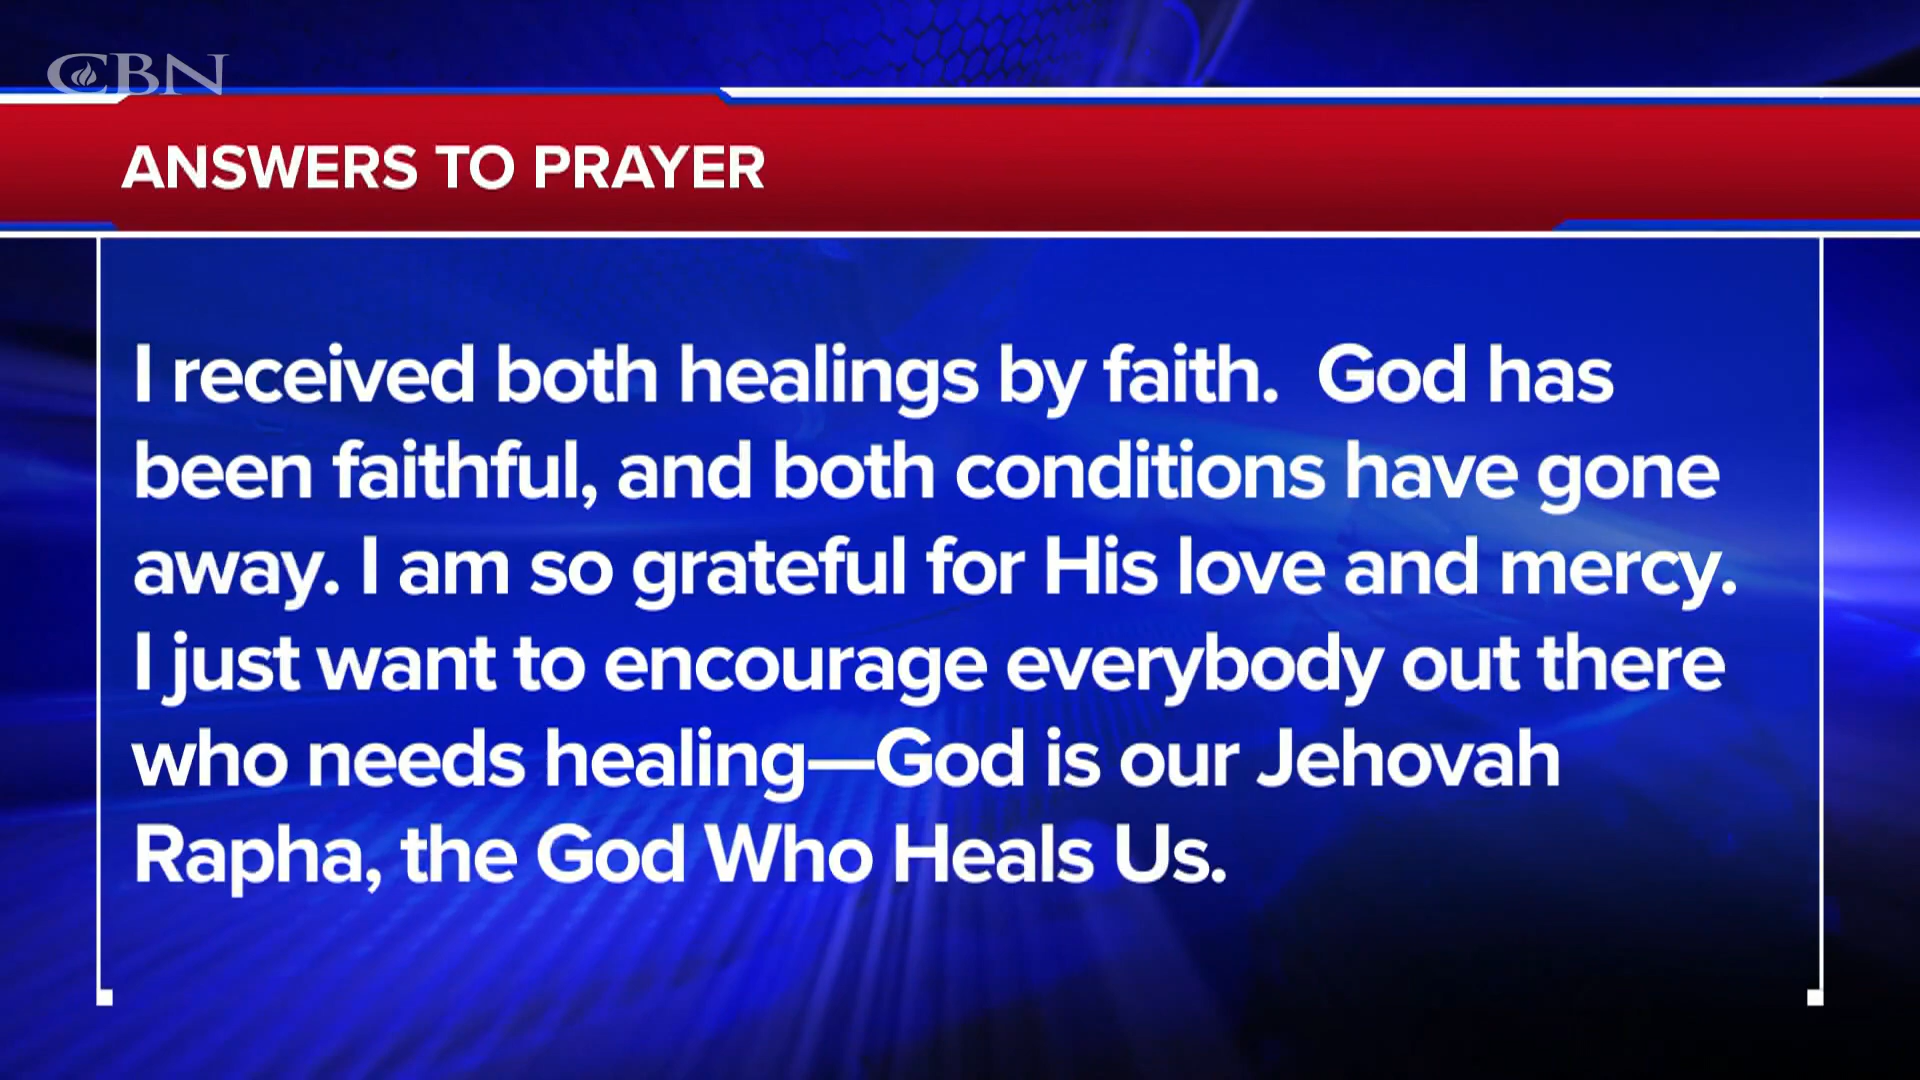 CBN
ANSWERS TO PRAYER
I received both healings by faith.  God has
been faithful, and both conditions have gone
away. I am so grateful for His love and mercy.
I just want to encourage everybody out there
who needs healing—God is our Jehovah
Rapha, the God Who Heals Us.